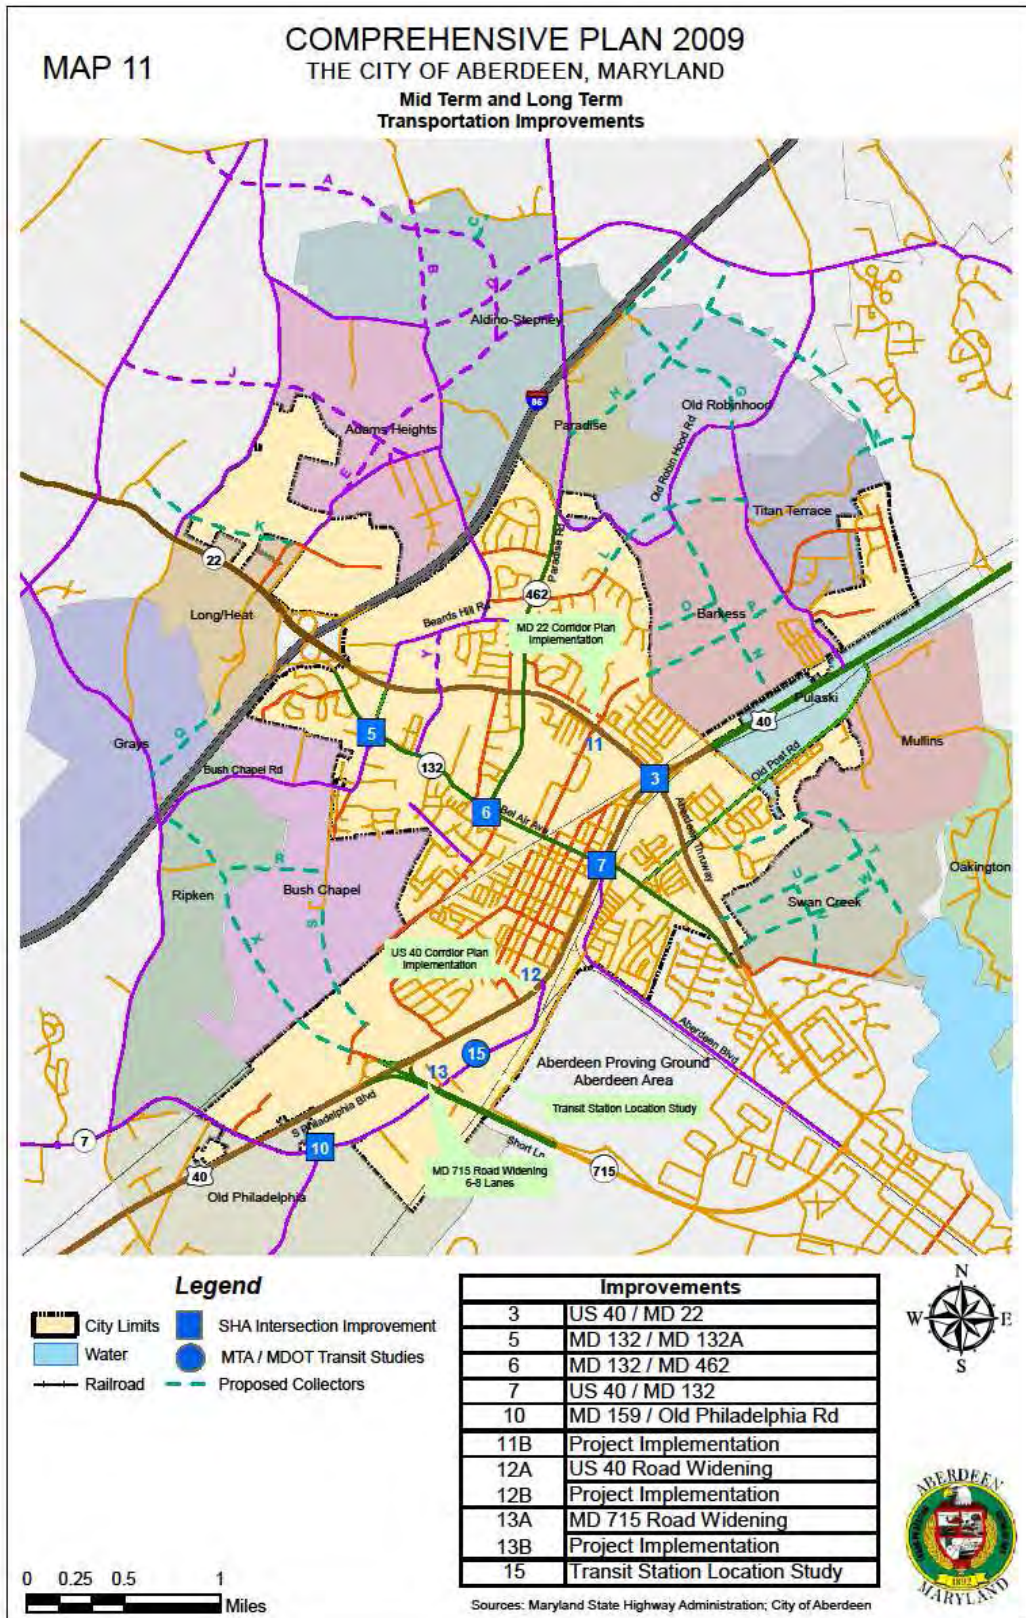 MAP 11
COMPREHENSIVE PLAN 2009
THE CITY OF ABERDEEN, MARYLAND
Mid Term and Long Term
Transportation Improvements
A
B
C
C
Aldino-Stepney
J
95
Adams Heights
E
Paradise
H
Old Robinhood
G
I
Old Robin Hood Rd
N
Titan Terrace
K
22
Long/Heat
462
Paradise Rd
L
Beards Hill Rd
Y
MD 22 Corridor Plan
Implementation
O
Barkess
P
M
Pulaski
40
Grays
Q
5
132
11
3
Mullins
Old Post Rd
Bush Chapel Rd
6
Bel Air Ave
Aberdeen Thruway
7
Oakington
Ripken
R
Bush Chapel
S
X
T
U
W
Swan Creek
US 40 Corrdior Plan
Implementation
12
15
13
Aberdeen Blvd
Aberdeen Proving Ground
Aberdeen Area
Transit Station Location Study
S Philadelphia Blvd
7
10
Short Ln
715
MD 715 Road Widening
6-8 Lanes
40
Old Philadelphia
Legend
City Limits
SHA Intersection Improvement
Water
MTA / MDOT Transit Studies
Railroad
Proposed Collectors
Improvements
3 US 40 / MD 22
5 MD 132 / MD 132A
6 MD 132 / MD 462
7 US 40 / MD 132
10 MD 159 / Old Philadelphia Rd
11B Project Implementation
12A US 40 Road Widening
12B Project Implementation
13A MD 715 Road Widening
13B Project Implementation
15 Transit Station Location Study
N
W E
S
ABERDEEN
1892
MARYLAND
0 0.25 0.5 1
Miles
Sources: Maryland State Highway Administration; City of Aberdeen